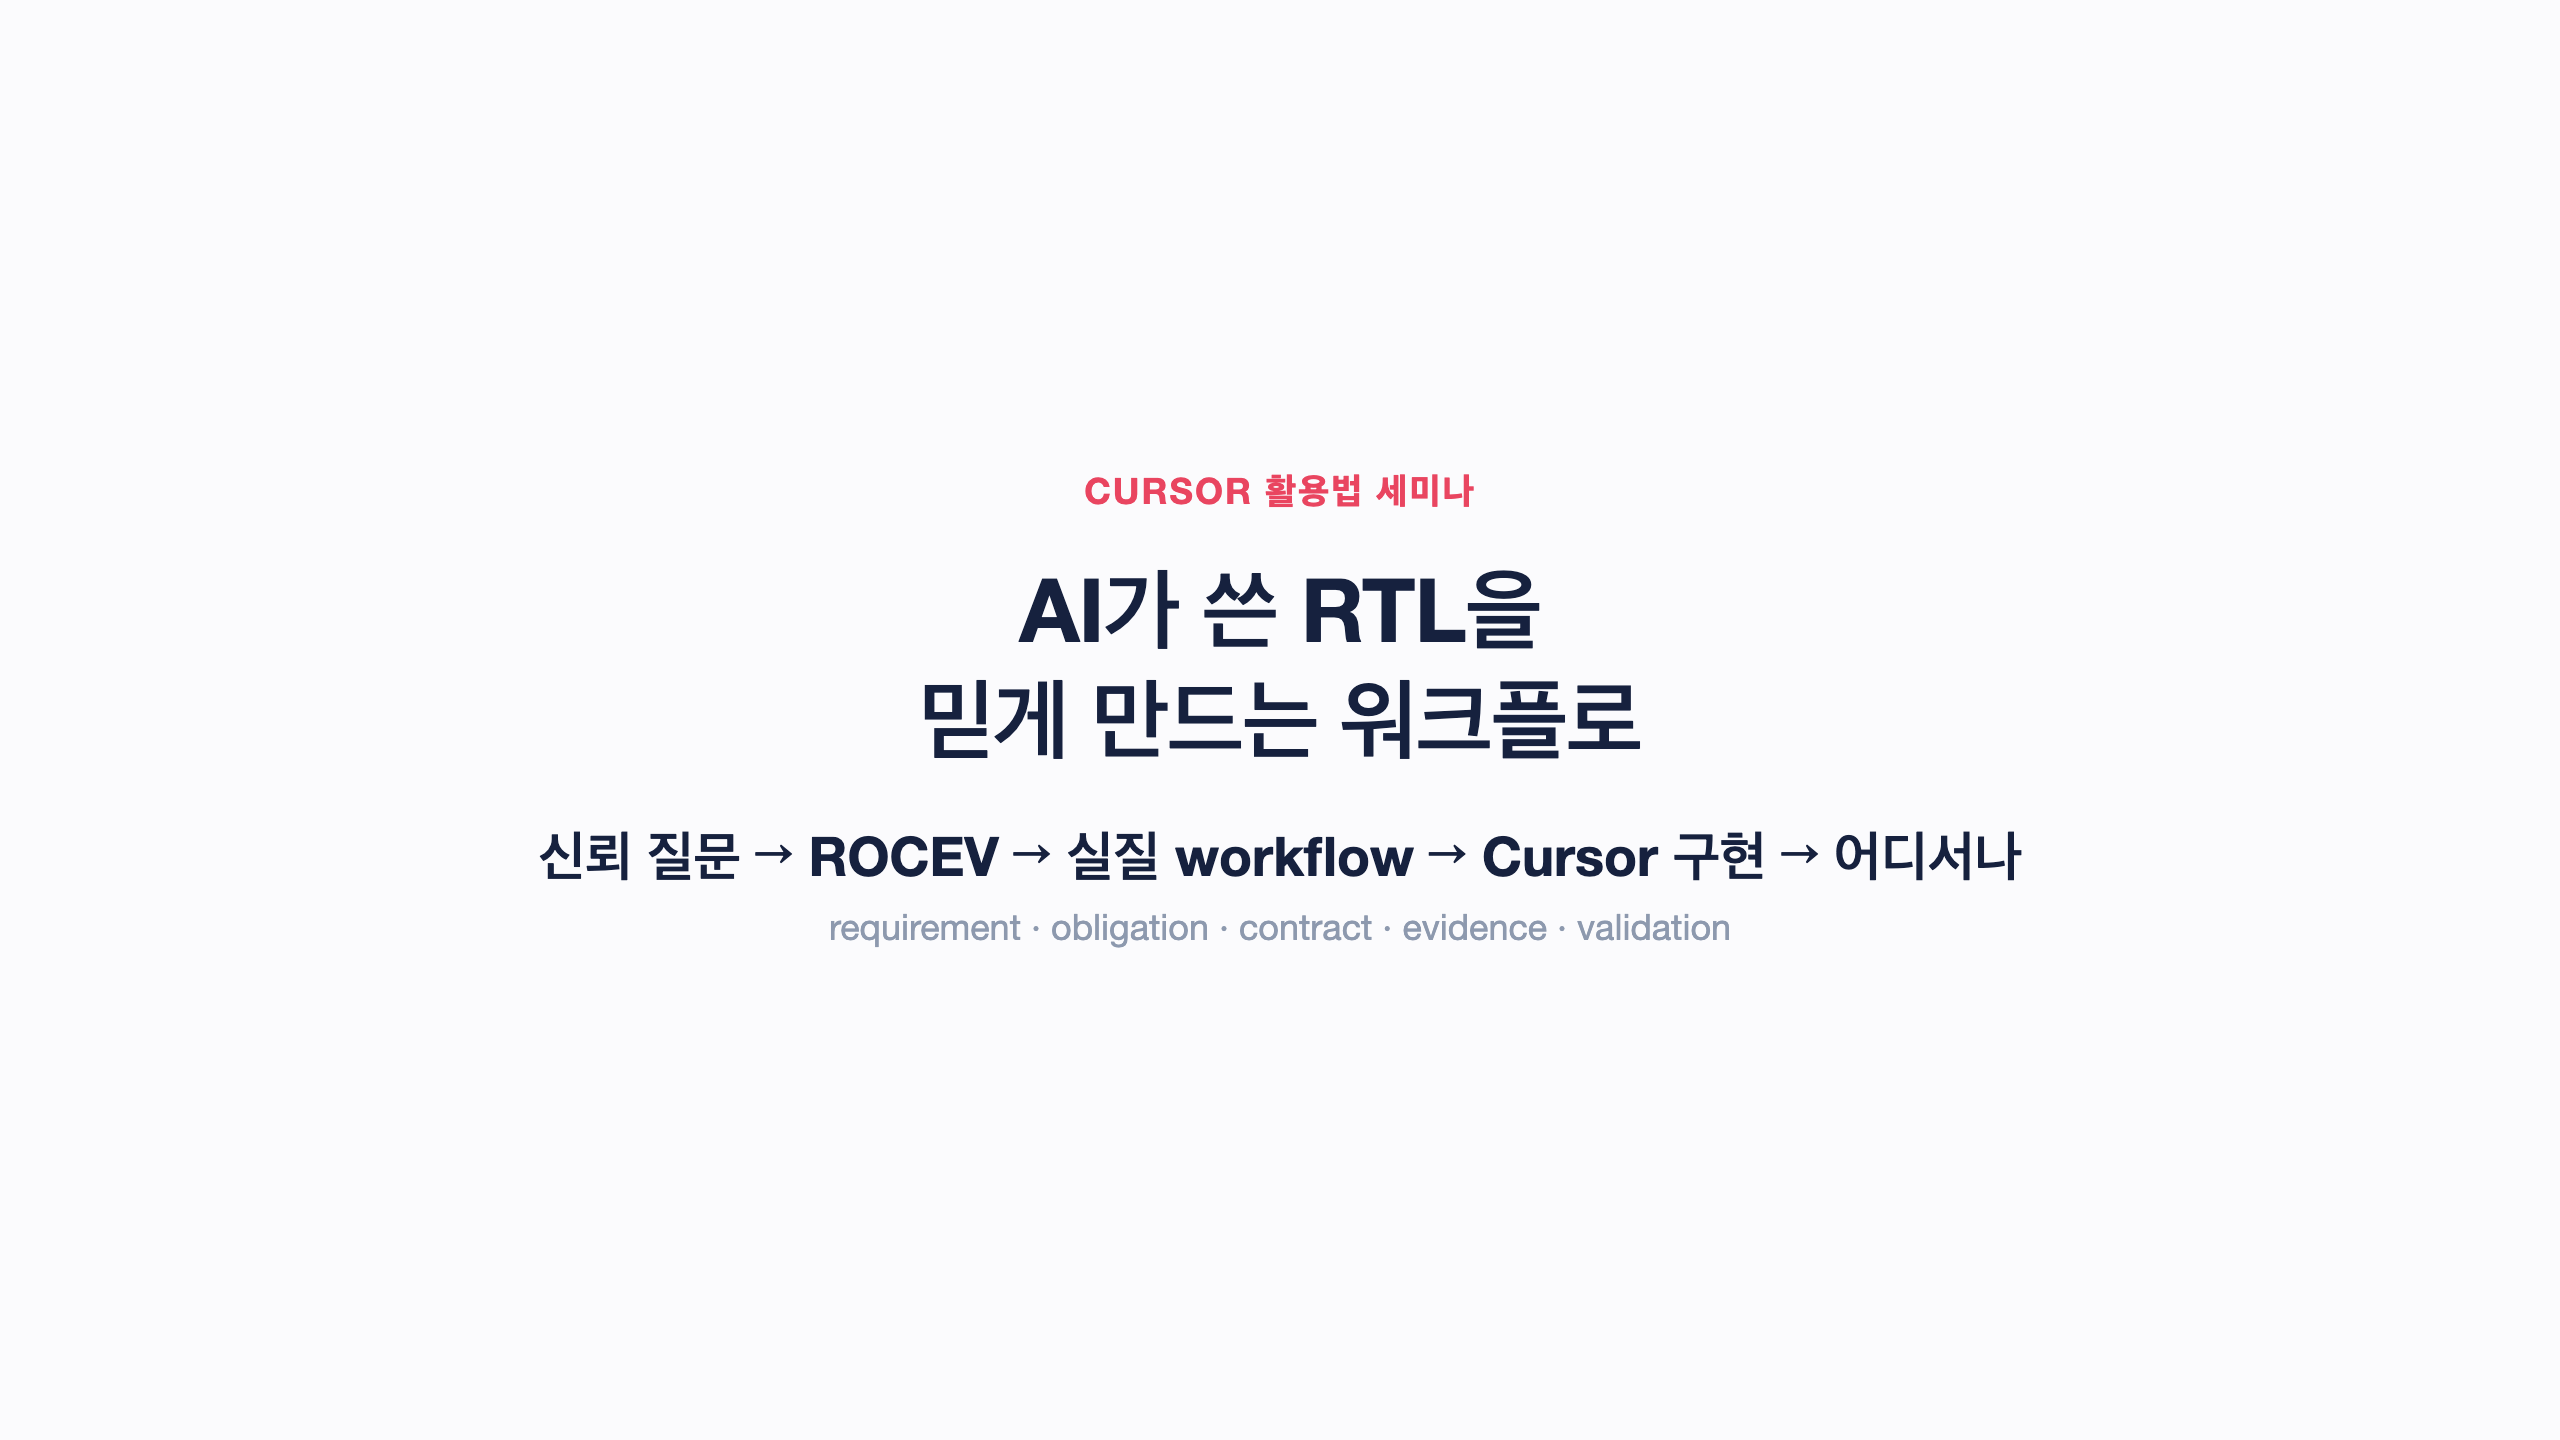 CURSOR 활용법 세미나
AI가 쓴 RTL을
믿게 만드는 워크플로
신뢰 질문 → ROCEV → 실질 workflow → Cursor 구현 → 어디서나
requirement · obligation · contract · evidence · validation